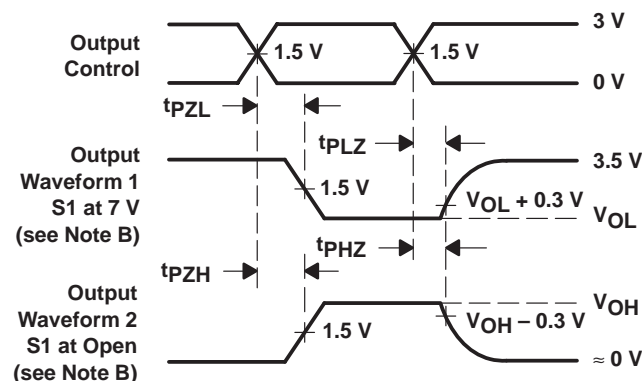 Output
Control
3 V
1.5 V
1.5 V
0 V
tPZL
tPLZ
Output
Waveform 1
S1 at 7 V
(see Note B)
3.5 V
1.5 V
VOL + 0.3 V
VOL
tPHZ
tPZH
Output
Waveform 2
S1 at Open
(see Note B)
VOH
VOH – 0.3 V
1.5 V
≈ 0 V